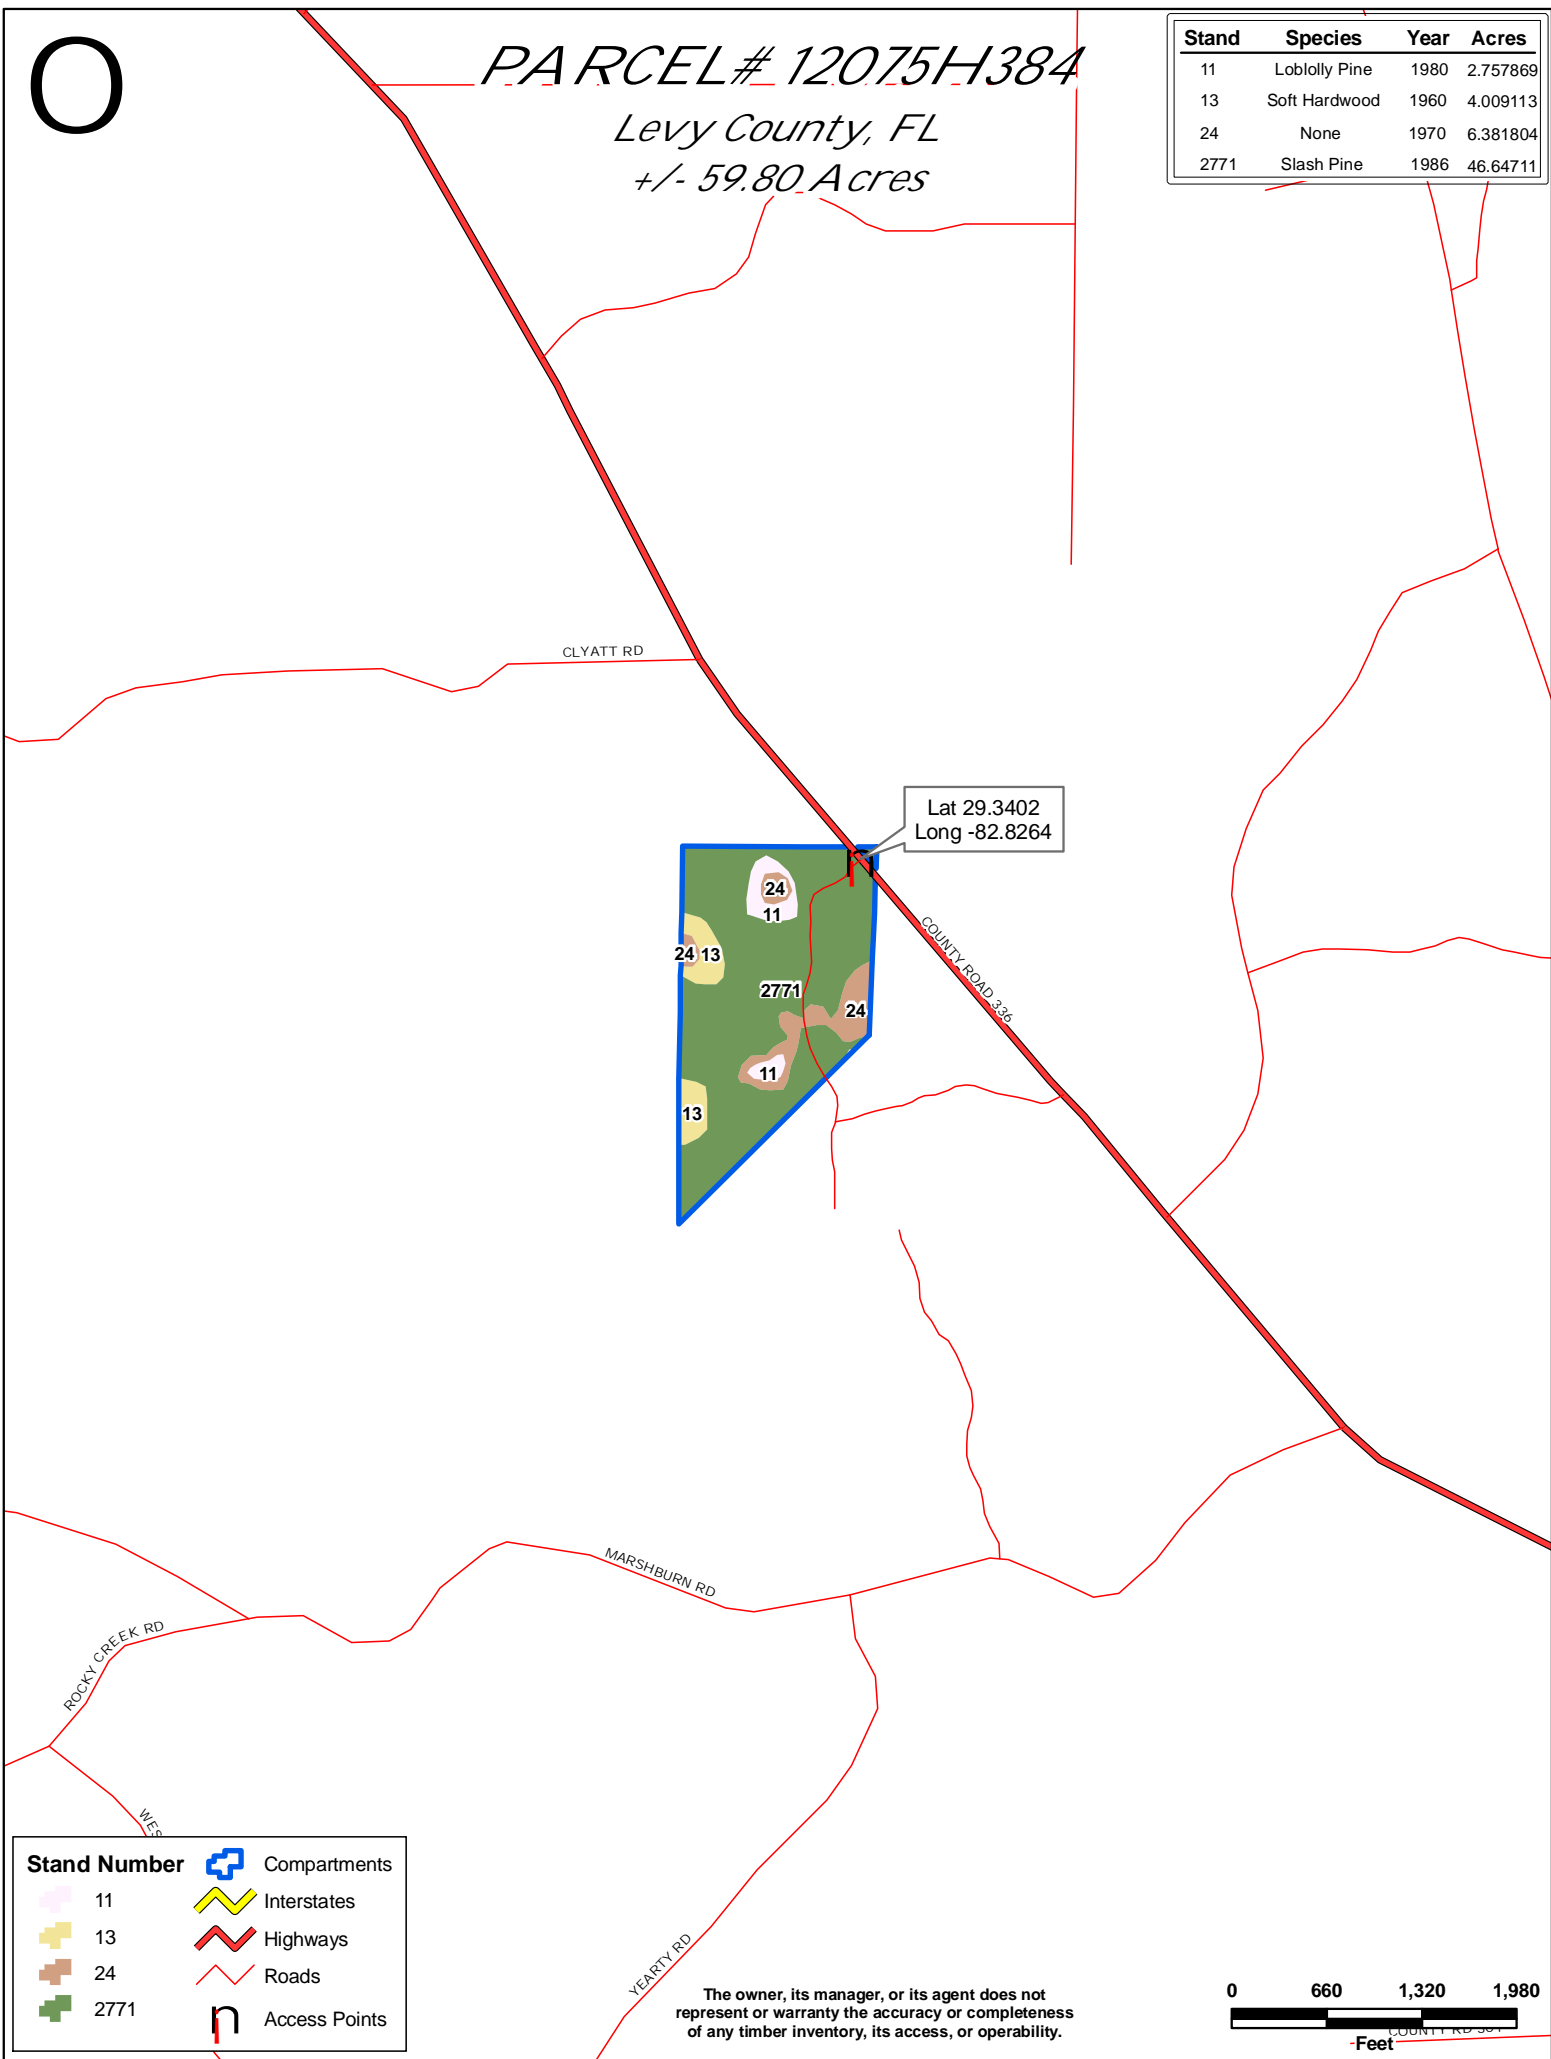 O
PARCEL# 12075H384
Levy County, FL
+/- 59.80 Acres
Stand Species Year Acres
11 Loblolly Pine 1980 2.757869
13 Soft Hardwood 1960 4.009113
24 None 1970 6.381804
2771 Slash Pine 1986 46.64711
CLYATT RD
Lat 29.3402
Long -82.8264
24
11
24 13
COUNTY ROAD 336
2771
24
11
13
MARSHBURN RD
ROCKY CREEK RD
WES
YEARTY RD
Stand Number
11
13
24
2771
Compartments
Interstates
Highways
Roads
n Access Points
The owner, its manager, or its agent does not
represent or warranty the accuracy or completeness
of any timber inventory, its access, or operability.
0 660 1,320 1,980
Feet
COUNTY RD